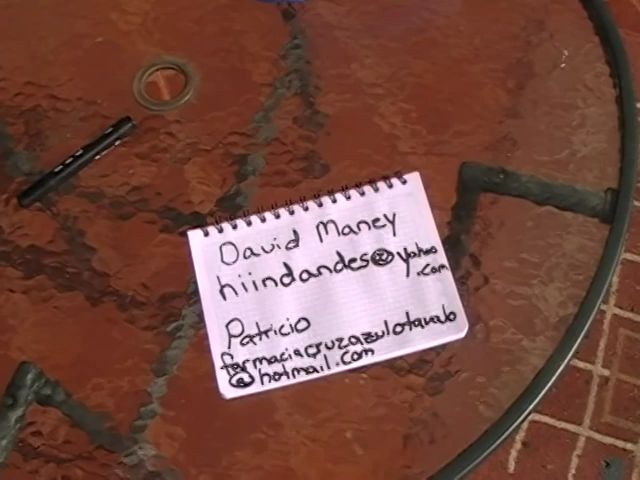 David Maney
hiindandes@yahoo
.com
Patricio
farmaciacruzazulotavalo
@hotmail.com